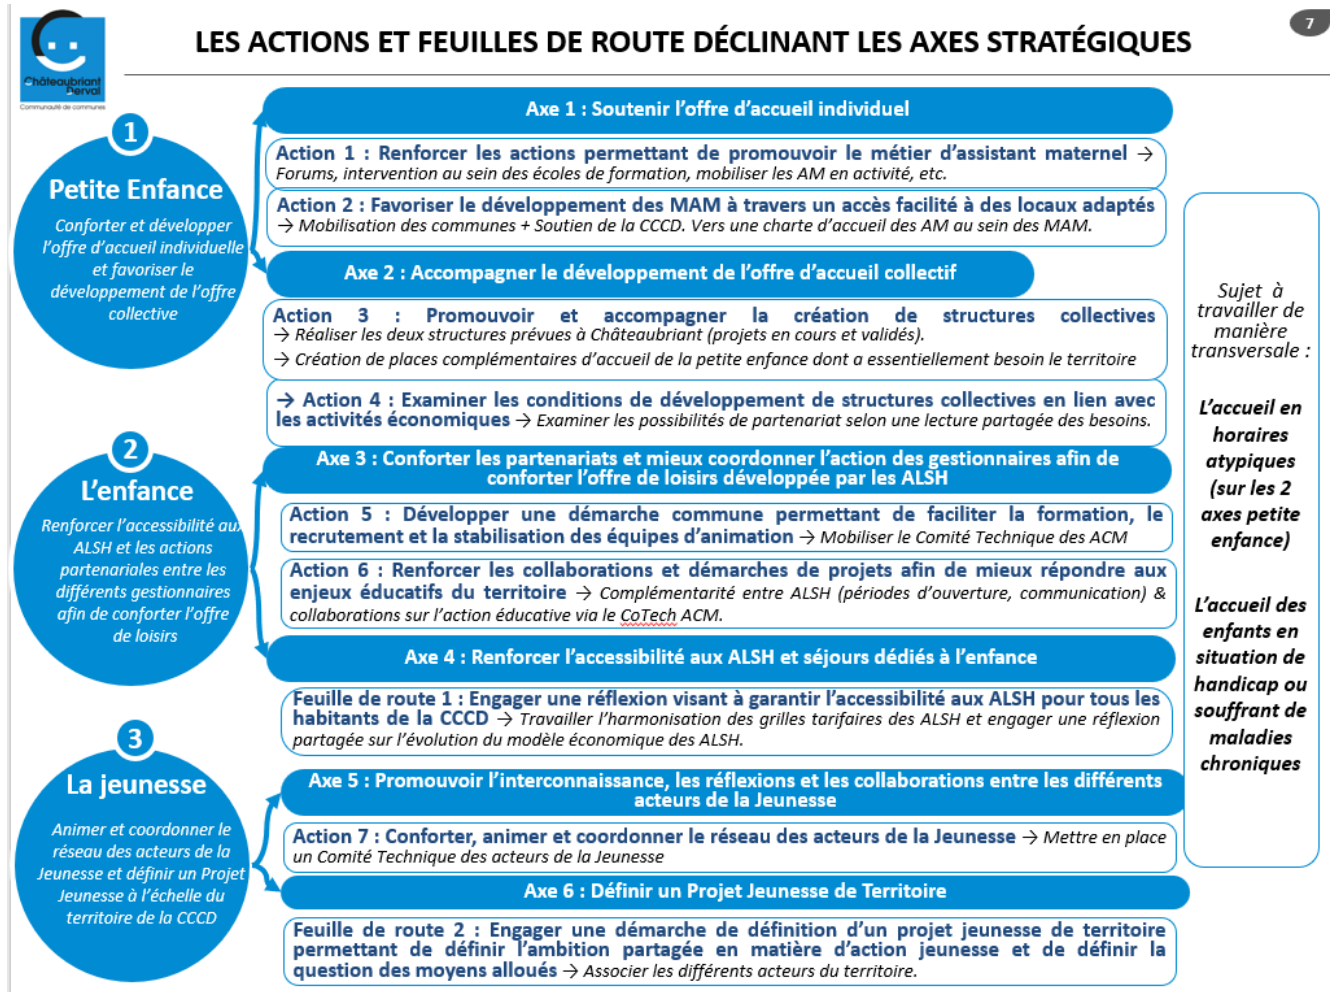 7
Châteaubriant
Derval
Communauté de communes
LES ACTIONS ET FEUILLES DE ROUTE DÉCLINANT LES AXES STRATÉGIQUES
1
Petite Enfance
Conforter et développer
l'offre d'accueil individuelle
et favoriser le
développement de l'offre
collective
Axe 1 : Soutenir l'offre d'accueil individuel
Action 1 : Renforcer les actions permettant de promouvoir le métier d'assistant maternel →
Forums, intervention au sein des écoles de formation, mobiliser les AM en activité, etc.
Action 2 : Favoriser le développement des MAM à travers un accès facilité à des locaux adaptés
→ Mobilisation des communes + Soutien de la CCCD. Vers une charte d'accueil des AM au sein des MAM.
Axe 2 : Accompagner le développement de l'offre d'accueil collectif
Action 3 : Promouvoir et accompagner la création de structures collectives
→ Réaliser les deux structures prévues à Châteaubriant (projets en cours et validés).
→ Création de places complémentaires d'accueil de la petite enfance dont a essentiellement besoin le territoire
→ Action 4 : Examiner les conditions de développement de structures collectives en lien avec
les activités économiques → Examiner les possibilités de partenariat selon une lecture partagée des besoins.
2
L'enfance
Renforcer l'accessibilité aux
ALSH et les actions
partenariales entre les
différents gestionnaires
afin de conforter l'offre
de loisirs
Axe 3 : Conforter les partenariats et mieux coordonner l'action des gestionnaires afin de
conforter l'offre de loisirs développée par les ALSH
Action 5 : Développer une démarche commune permettant de faciliter la formation, le
recrutement et la stabilisation des équipes d'animation → Mobiliser le Comité Technique des ACM
Action 6 : Renforcer les collaborations et démarches de projets afin de mieux répondre aux
enjeux éducatifs du territoire → Complémentarité entre ALSH (périodes d'ouverture, communication) &
collaborations sur l'action éducative via le CoTech ACM.
Axe 4 : Renforcer l'accessibilité aux ALSH et séjours dédiés à l'enfance
Feuille de route 1 : Engager une réflexion visant à garantir l'accessibilité aux ALSH pour tous les
habitants de la CCCD → Travailler l'harmonisation des grilles tarifaires des ALSH et engager une réflexion
partagée sur l'évolution du modèle économique des ALSH.
3
La jeunesse
Animer et coordonner le
réseau des acteurs de la
Jeunesse et définir un Projet
Jeunesse à l'échelle du
territoire de la CCCD
Axe 5 : Promouvoir l'interconnaissance, les réflexions et les collaborations entre les différents
acteurs de la Jeunesse
Action 7 : Conforter, animer et coordonner le réseau des acteurs de la Jeunesse → Mettre en place
un Comité Technique des acteurs de la Jeunesse
Axe 6 : Définir un Projet Jeunesse de Territoire
Feuille de route 2 : Engager une démarche de définition d'un projet jeunesse de territoire
permettant de définir l'ambition partagée en matière d'action jeunesse et de définir la
question des moyens alloués → Associer les différents acteurs du territoire.
Sujet à
travailler de
manière
transversale :
L'accueil en
horaires
atypiques
(sur les 2
axes petite
enfance)
L'accueil des
enfants en
situation de
handicap ou
souffrant de
maladies
chroniques